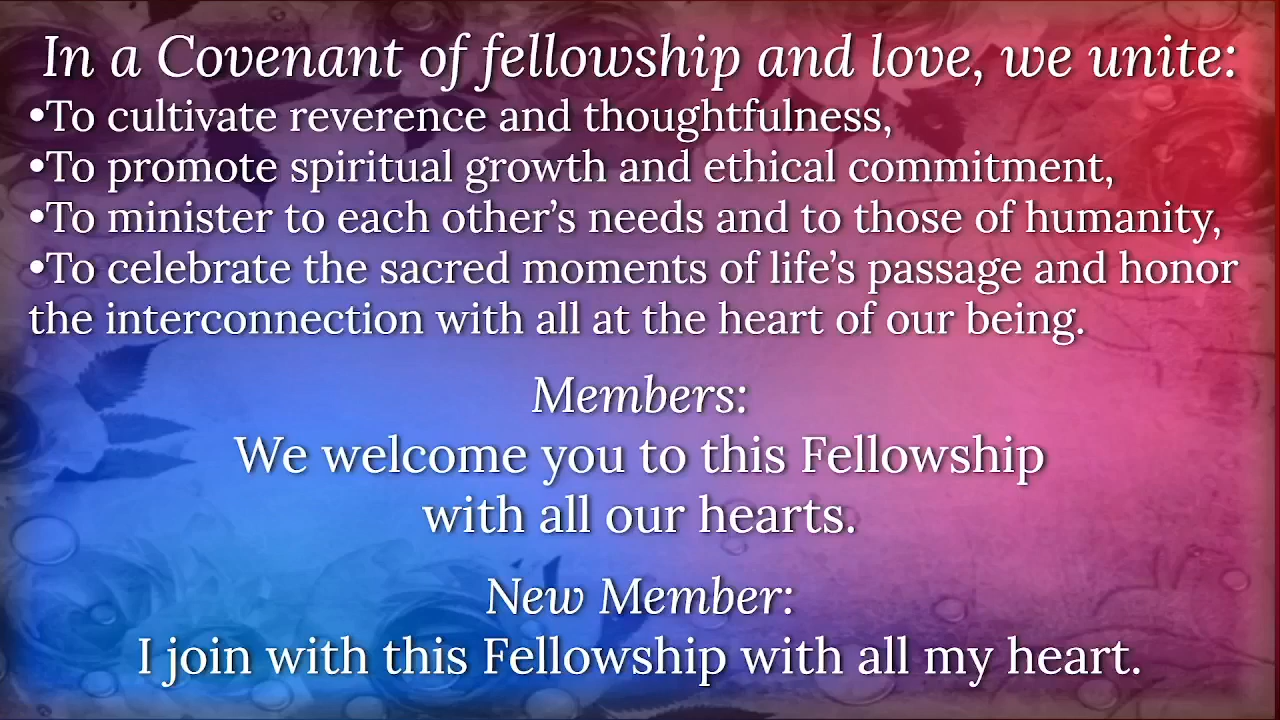 In a Covenant of fellowship and love, we unite:
•To cultivate reverence and thoughtfulness,
•To promote spiritual growth and ethical commitment,
•To minister to each other’s needs and to those of humanity,
•To celebrate the sacred moments of life’s passage and honor
the interconnection with all at the heart of our being.
Members:
We welcome you to this Fellowship
with all our hearts.
New Member:
I join with this Fellowship with all my heart.